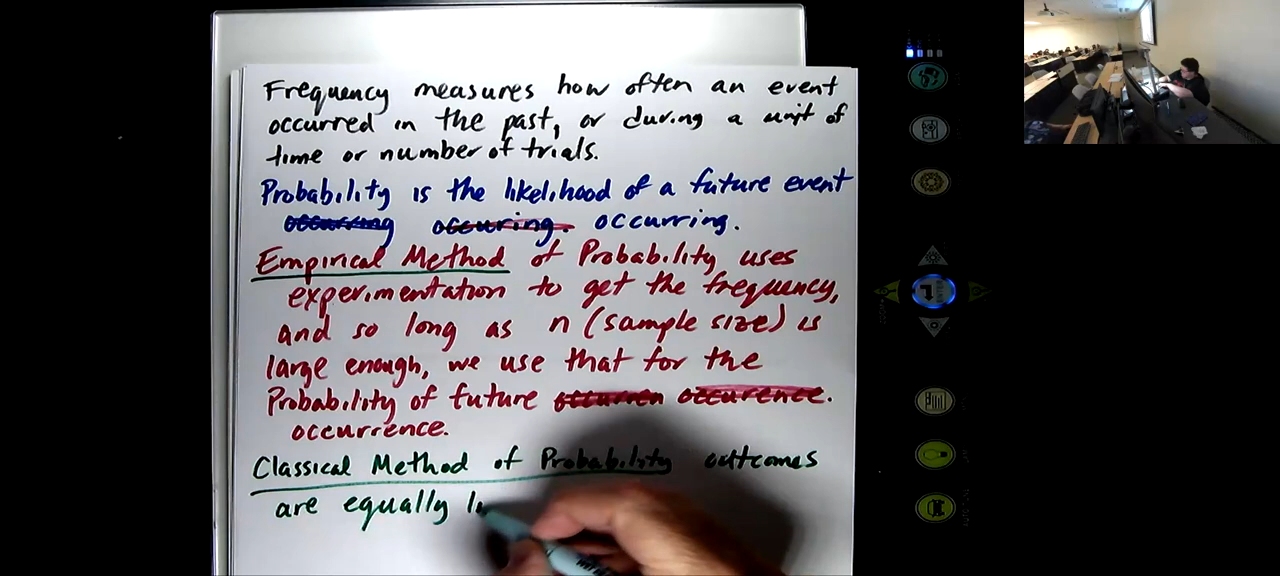 Frequency measures how often an event
occurred in the past, or during a unit of
time or number of trials.
Probability is the likelihood of a future event
occurring occuring. occurring.
Empirical Method of Probability uses
experimentation to get the frequency,
and so long as n (sample size) is
large enough, we use that for the
Probability of future occurren occurence.
occurrence.
Classical Method of Probability outcomes
are equally li